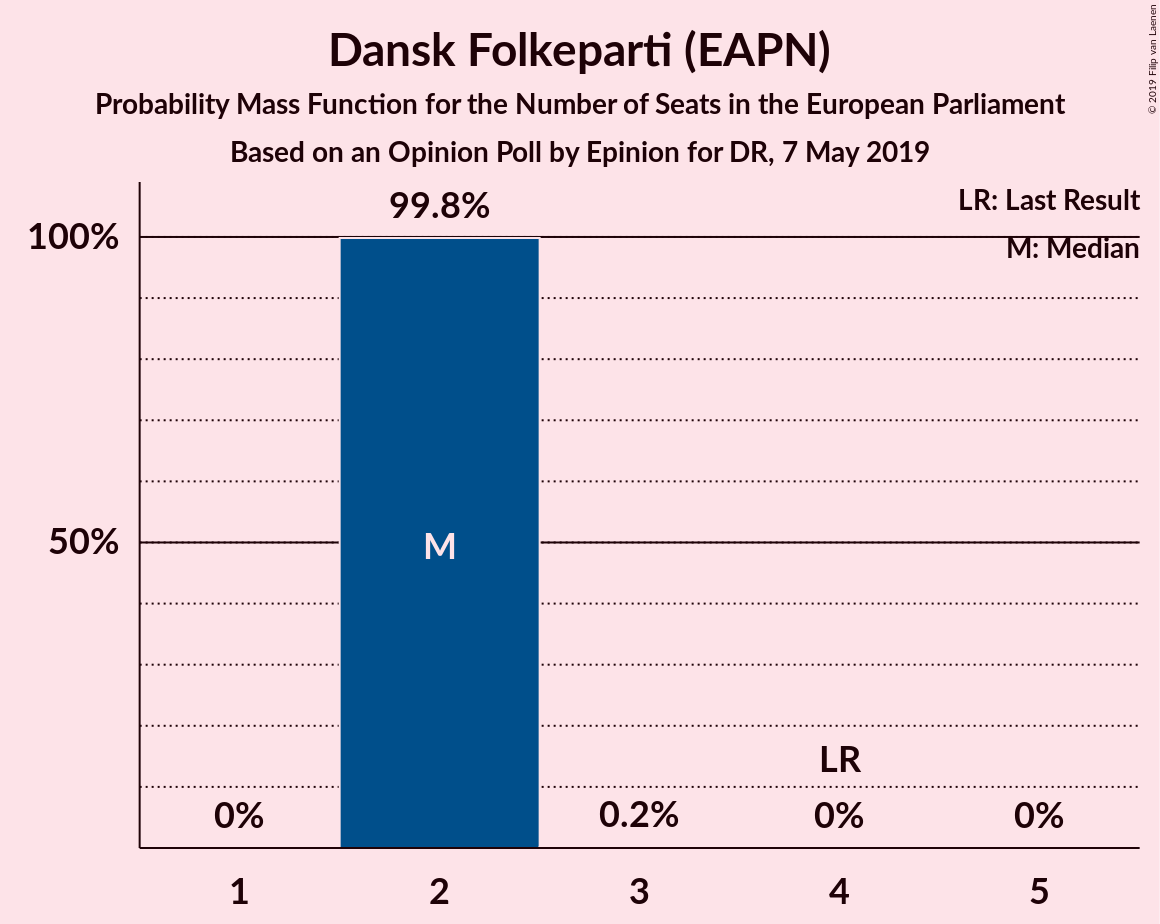 Dansk Folkeparti (EAPN)
Probability Mass Function for the Number of Seats in the European Parliament
Based on an Opinion Poll by Epinion for DR, 7 May 2019
© 2019 Filip van Laenen
LR: Last Result
M: Median
99.8%
100%
50%
M
LR
0%
0.2%
0%
0%
1 2 3 4 5